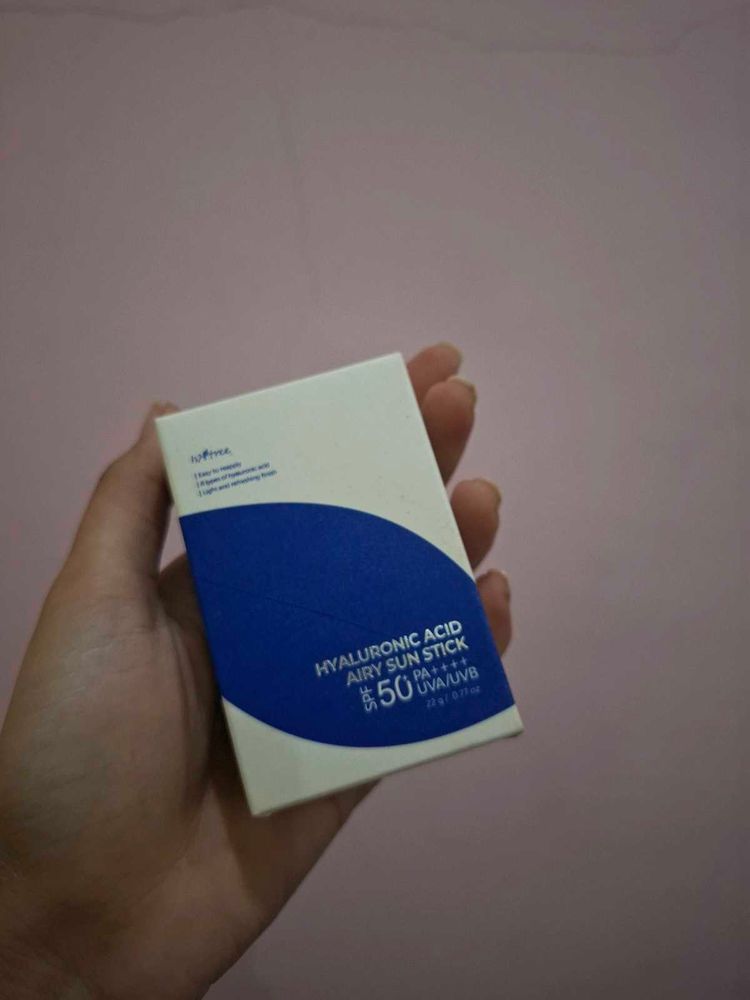 isntree
Easy to reapply
8 types of hyaluronic acid
Light and refreshing finish
HYALURONIC ACID
AIRY SUN STICK
SPF 50+ PA++++
UVA/UVB
22 g / 0.77 oz